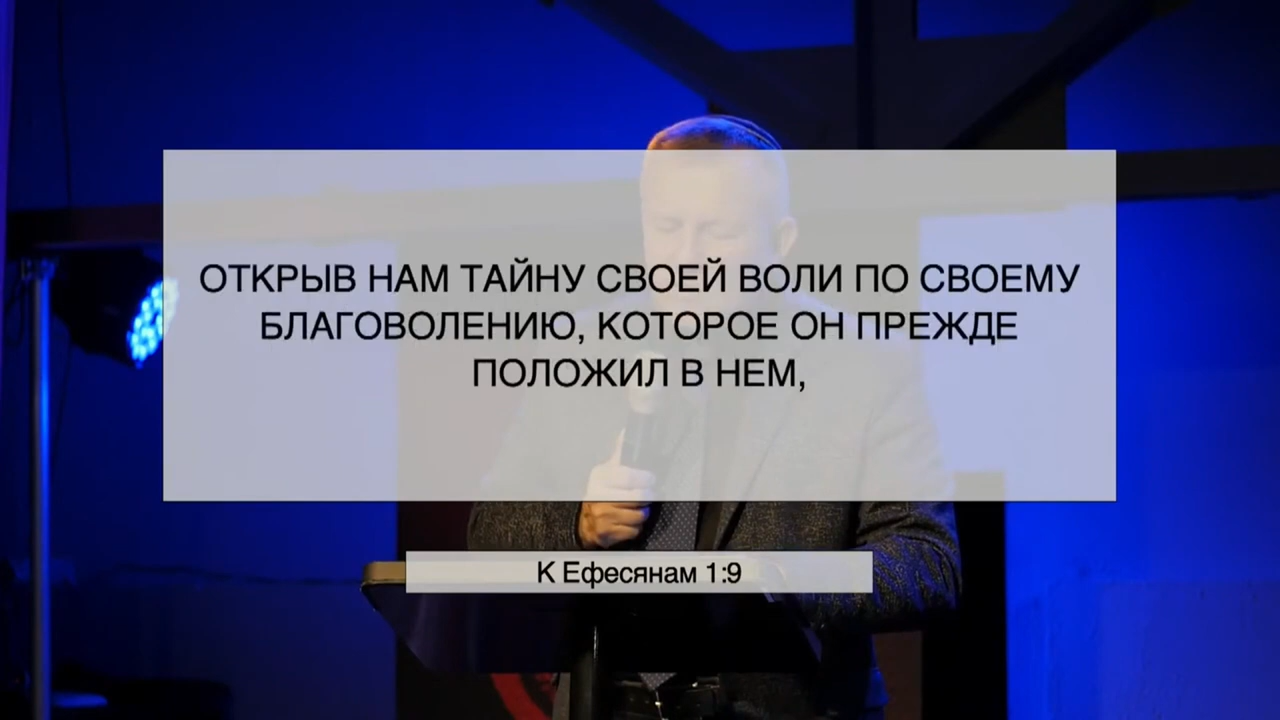 ОТКРЫВ НАМ ТАЙНУ СВОЕЙ ВОЛИ ПО СВОЕМУ
БЛАГОВОЛЕНИЮ, КОТОРОЕ ОН ПРЕЖДЕ
ПОЛОЖИЛ В НЕМ,
К Ефесянам 1:9